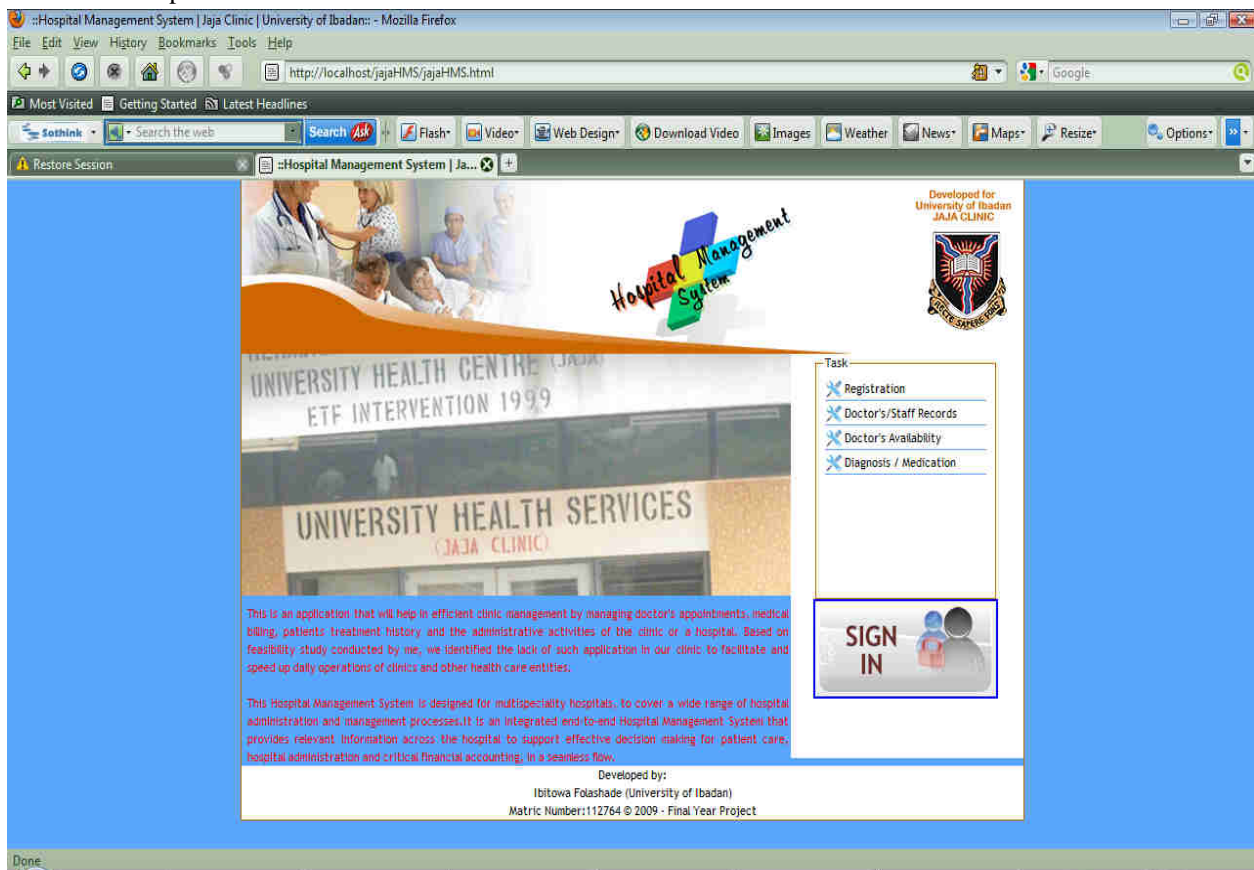 ::Hospital Management System | Jaja Clinic | University of Ibadan:: - Mozilla Firefox
File Edit View History Bookmarks Tools Help
http://localhost/jajaHMS/jajaHMS.html
Google
Most Visited Getting Started Latest Headlines
Sothink Search the web Search Ask Flash Video Web Design Download Video Images Weather News Maps Resize Options
Restore Session ::Hospital Management System | Ja...
Hospital Management
System
Developed for
University of Ibadan
JAJA CLINIC
RECTE SAPERE FONS
UNIVERSITY HEALTH CENTRE (JAJA)
ETF INTERVENTION 1999
UNIVERSITY HEALTH SERVICES
(JAJA CLINIC)
Task
Registration
Doctor's/Staff Records
Doctor's Availability
Diagnosis / Medication
SIGN
IN
This is an application that will help in efficient clinic management by managing doctor's appointments, medical
billing, patients treatment history and the administrative activities of the clinic or a hospital. Based on
feasibility study conducted by me, we identified the lack of such application in our clinic to facilitate and
speed up daily operations of clinics and other health care entities.
This Hospital Management System is designed for multispeciality hospitals, to cover a wide range of hospital
administration and management processes.It is an integrated end-to-end Hospital Management System that
provides relevant information across the hospital to support effective decision making for patient care,
hospital administration and critical financial accounting, in a seamless flow.
Developed by:
Ibitowa Folashade (University of Ibadan)
Matric Number:112764 © 2009 - Final Year Project
Done